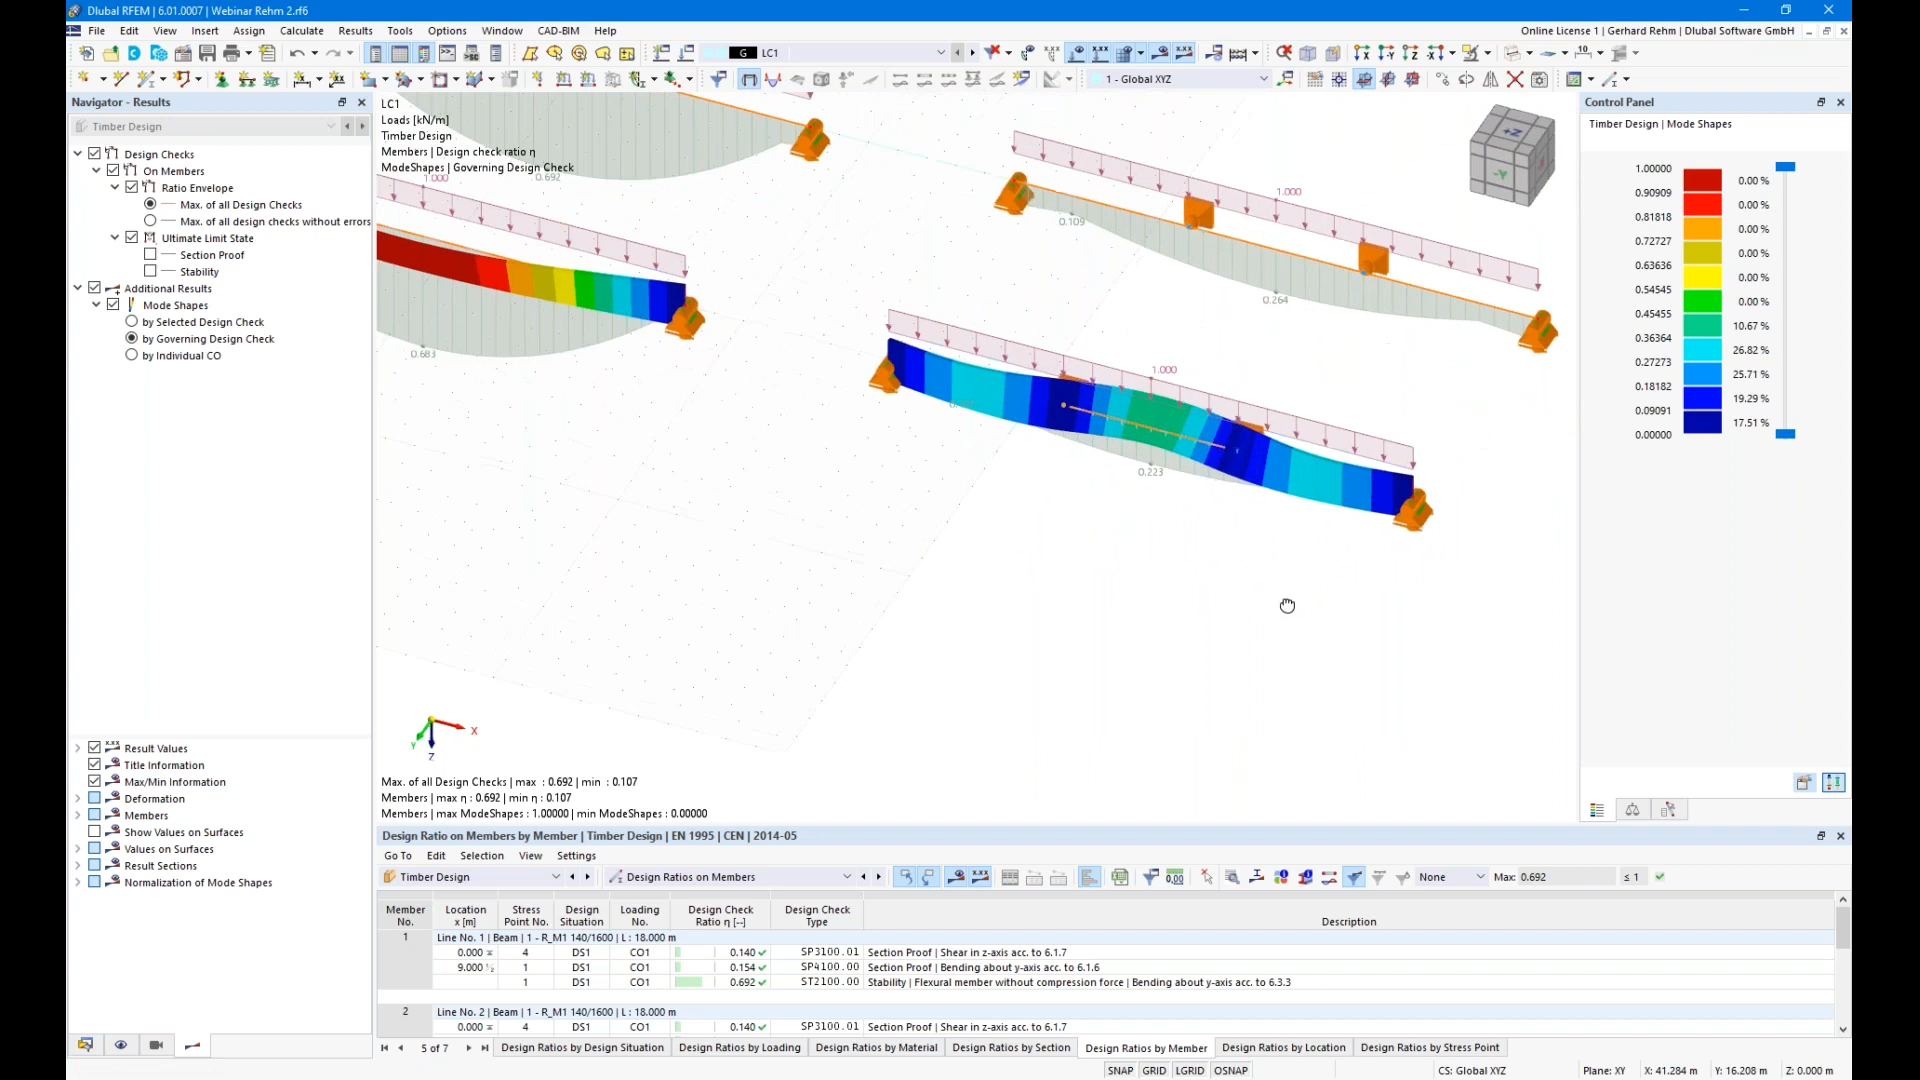 Dlubal RFEM | 6.01.0007 | Webinar Rehm 2.rf6
File Edit View Insert Assign Calculate Results Tools Options Window CAD-BIM Help
Online License 1 | Gerhard Rehm | Dlubal Software GmbH
G LC1
1 - Global XYZ
Navigator - Results
Timber Design
Design Checks
On Members
Ratio Envelope
Max. of all Design Checks
Max. of all design checks without errors
Ultimate Limit State
Section Proof
Stability
Additional Results
Mode Shapes
by Selected Design Check
by Governing Design Check
by Individual CO
Result Values
Title Information
Max/Min Information
Deformation
Members
Show Values on Surfaces
Values on Surfaces
Result Sections
Normalization of Mode Shapes
LC1
Loads [kN/m]
Timber Design
Members | Design check ratio η
ModeShapes | Governing Design Check
0.692
1.000
0.683
1.000
0.109
0.264
1.000
0.223
X
Y
Z
+Z
-Y
Max. of all Design Checks | max : 0.692 | min : 0.107
Members | max η : 0.692 | min η : 0.107
Members | max ModeShapes : 1.00000 | min ModeShapes : 0.00000
Control Panel
Timber Design | Mode Shapes
1.00000
0.00 %
0.90909
0.00 %
0.81818
0.00 %
0.72727
0.00 %
0.63636
0.00 %
0.54545
0.00 %
0.45455
10.67 %
0.36364
26.82 %
0.27273
25.71 %
0.18182
19.29 %
0.09091
17.51 %
0.00000
Design Ratio on Members by Member | Timber Design | EN 1995 | CEN | 2014-05
Go To Edit Selection View Settings
Timber Design Design Ratios on Members None Max: 0.692 ≤ 1
Member No. Location x [m] Stress Point No. Design Situation Loading No. Design Check Ratio η [--] Design Check Type Description
1 Line No. 1 | Beam | 1 - R_M1 140/1600 | L : 18.000 m
0.000 4 DS1 CO1 0.140 SP3100.01 Section Proof | Shear in z-axis acc. to 6.1.7
9.000 1 DS1 CO1 0.154 SP4100.00 Section Proof | Bending about y-axis acc. to 6.1.6
1 DS1 CO1 0.692 ST2100.00 Stability | Flexural member without compression force | Bending about y-axis acc. to 6.3.3
2 Line No. 2 | Beam | 1 - R_M1 140/1600 | L : 18.000 m
0.000 4 DS1 CO1 0.140 SP3100.01 Section Proof | Shear in z-axis acc. to 6.1.7
5 of 7 Design Ratios by Design Situation Design Ratios by Loading Design Ratios by Material Design Ratios by Section Design Ratios by Member Design Ratios by Location Design Ratios by Stress Point
SNAP GRID LGRID OSNAP CS: Global XYZ Plane: XY X: 41.284 m Y: 16.208 m Z: 0.000 m